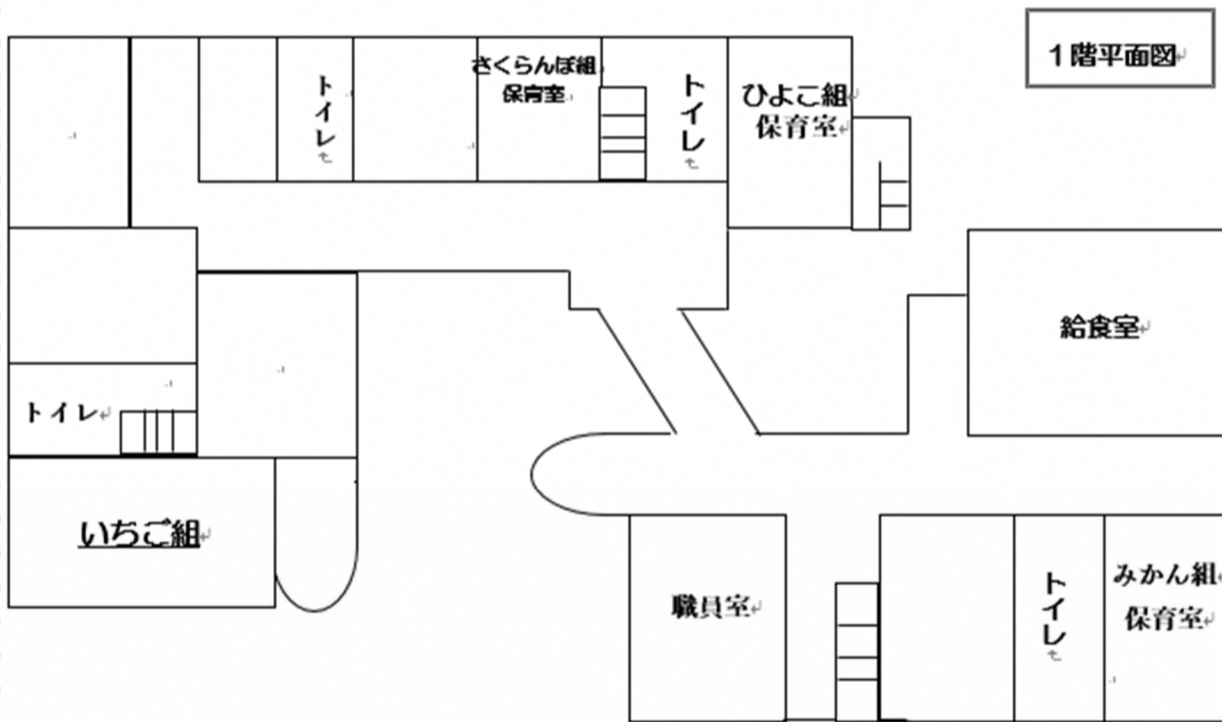 1階平面図
トイレ
さくらんぼ組
保育室
トイレ
ひよこ組
保育室
給食室
トイレ
いちご組
職員室
トイレ
みかん組
保育室